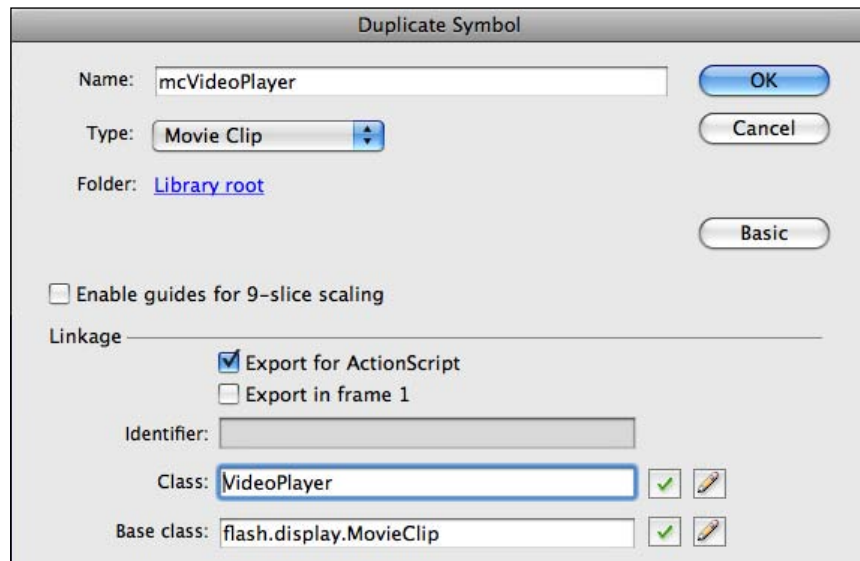 Duplicate Symbol
Name: mcVideoPlayer
OK
Type: Movie Clip
Cancel
Folder: Library root
Basic
Enable guides for 9-slice scaling
Linkage
Export for ActionScript
Export in frame 1
Identifier:
Class: VideoPlayer
Base class: flash.display.MovieClip